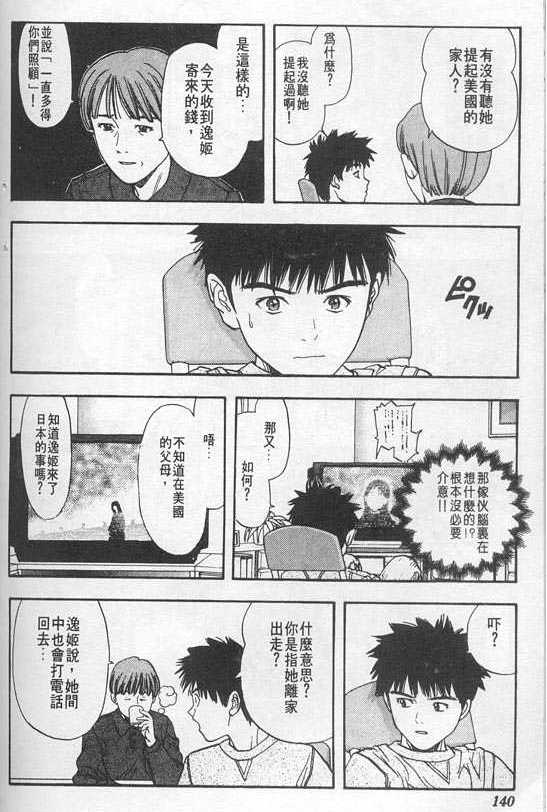 有沒有聽她
提起美國的
家人？
爲什麼？
我沒聽她
提起過啊！
是這樣的…
今天收到逸姬
寄來的錢，
並說「一直多得
你們照顧」！
ピクッ
那傢伙腦裏在
想什麼的!?
根本沒必要
介意!!
那又…
如何？
唔…
不知道在美國
的父母，
知道逸姬來了
日本的事嗎？
吓？
什麼意思？
你是指她離家
出走？
逸姬說，她間
中也會打電話
回去…
140